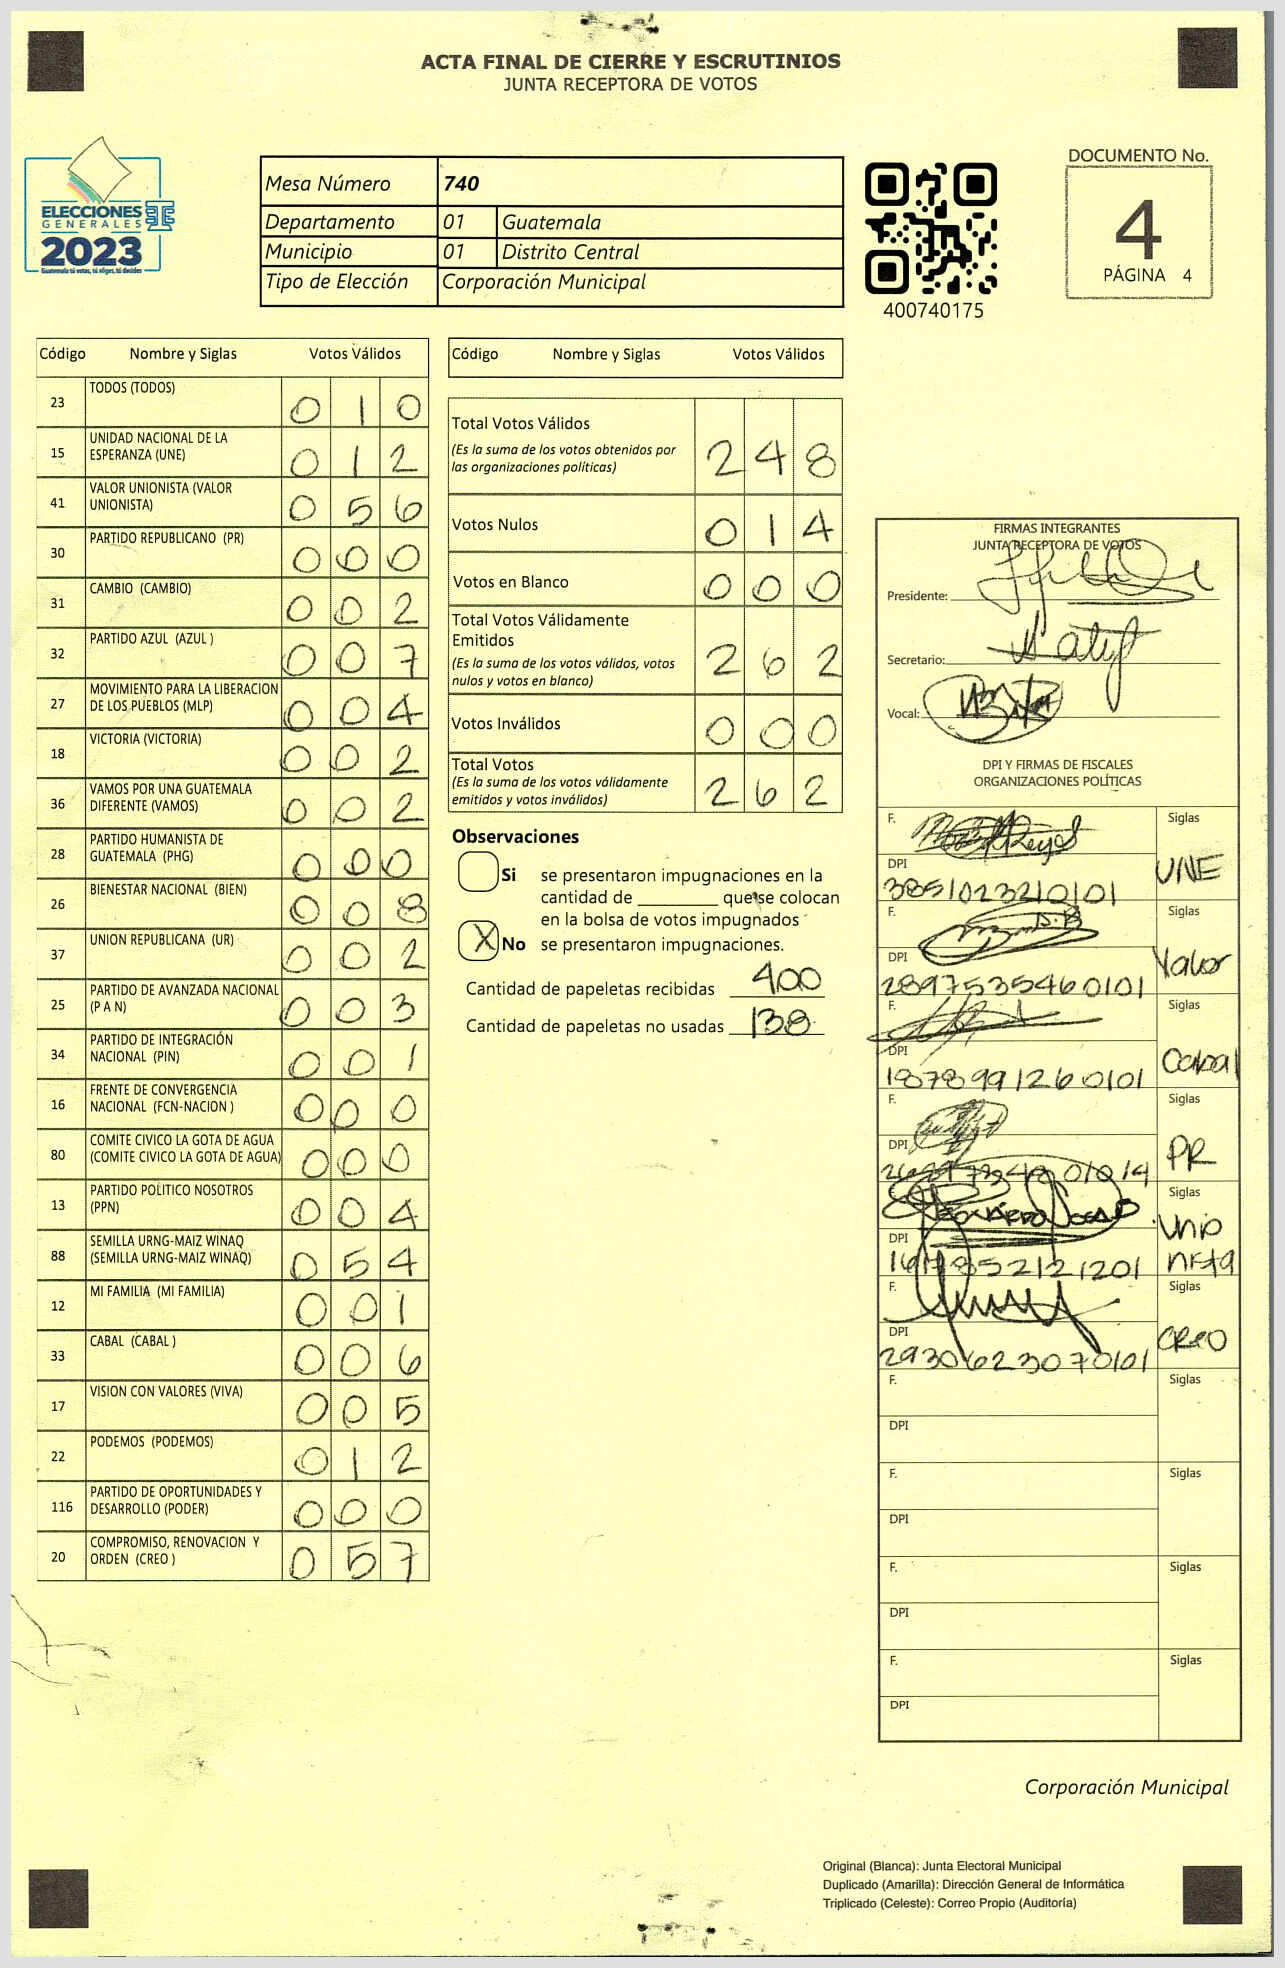 ACTA FINAL DE CIERRE Y ESCRUTINIOS
JUNTA RECEPTORA DE VOTOS
ELECCIONES
GENERALES
2023
Guatemala tú votas, tú eliges, tú decides
Mesa Número 740
Departamento 01 Guatemala
Municipio 01 Distrito Central
Tipo de Elección Corporación Municipal
400740175
DOCUMENTO No.
4
PÁGINA 4
Código Nombre y Siglas Votos Válidos
23 TODOS (TODOS) 0 1 0
15 UNIDAD NACIONAL DE LA
ESPERANZA (UNE) 0 1 2
41 VALOR UNIONISTA (VALOR
UNIONISTA) 0 5 6
30 PARTIDO REPUBLICANO (PR) 0 0 0
31 CAMBIO (CAMBIO) 0 0 2
32 PARTIDO AZUL (AZUL ) 0 0 7
27 MOVIMIENTO PARA LA LIBERACION
DE LOS PUEBLOS (MLP) 0 0 4
18 VICTORIA (VICTORIA) 0 0 2
36 VAMOS POR UNA GUATEMALA
DIFERENTE (VAMOS) 0 0 2
28 PARTIDO HUMANISTA DE
GUATEMALA (PHG) 0 0 0
26 BIENESTAR NACIONAL (BIEN) 0 0 8
37 UNION REPUBLICANA (UR) 0 0 2
25 PARTIDO DE AVANZADA NACIONAL
(P A N) 0 0 3
34 PARTIDO DE INTEGRACIÓN
NACIONAL (PIN) 0 0 1
16 FRENTE DE CONVERGENCIA
NACIONAL (FCN-NACION ) 0 0 0
80 COMITE CIVICO LA GOTA DE AGUA
(COMITE CIVICO LA GOTA DE AGUA) 0 0 0
13 PARTIDO POLITICO NOSOTROS
(PPN) 0 0 4
88 SEMILLA URNG-MAIZ WINAQ
(SEMILLA URNG-MAIZ WINAQ) 0 5 4
12 MI FAMILIA (MI FAMILIA) 0 0 1
33 CABAL (CABAL ) 0 0 6
17 VISION CON VALORES (VIVA) 0 0 5
22 PODEMOS (PODEMOS) 0 1 2
116 PARTIDO DE OPORTUNIDADES Y
DESARROLLO (PODER) 0 0 0
20 COMPROMISO, RENOVACION Y
ORDEN (CREO ) 0 5 7
Código Nombre y Siglas Votos Válidos
Total Votos Válidos
(Es la suma de los votos obtenidos por
las organizaciones políticas) 2 4 8
Votos Nulos 0 1 4
Votos en Blanco 0 0 0
Total Votos Válidamente
Emitidos
(Es la suma de los votos válidos, votos
nulos y votos en blanco) 2 6 2
Votos Inválidos 0 0 0
Total Votos
(Es la suma de los votos válidamente
emitidos y votos inválidos) 2 6 2
Observaciones
Si se presentaron impugnaciones en la
cantidad de ________ que se colocan
en la bolsa de votos impugnados
X No se presentaron impugnaciones.
Cantidad de papeletas recibidas 400
Cantidad de papeletas no usadas 138
FIRMAS INTEGRANTES
JUNTA RECEPTORA DE VOTOS
Presidente:
Secretario:
Vocal:
DPI Y FIRMAS DE FISCALES
ORGANIZACIONES POLÍTICAS
F. Siglas
DPI UNE
3851023210101
F. Siglas
DPI Valor
2897535460101
F. Siglas
DPI Cabal
1878991260101
F. Siglas
DPI PR
Siglas
DPI Unio
nista
F. Siglas
DPI CREO
2930623070101
F. Siglas
DPI
F. Siglas
DPI
F. Siglas
DPI
F. Siglas
DPI
Corporación Municipal
Original (Blanca): Junta Electoral Municipal
Duplicado (Amarilla): Dirección General de Informática
Triplicado (Celeste): Correo Propio (Auditoría)